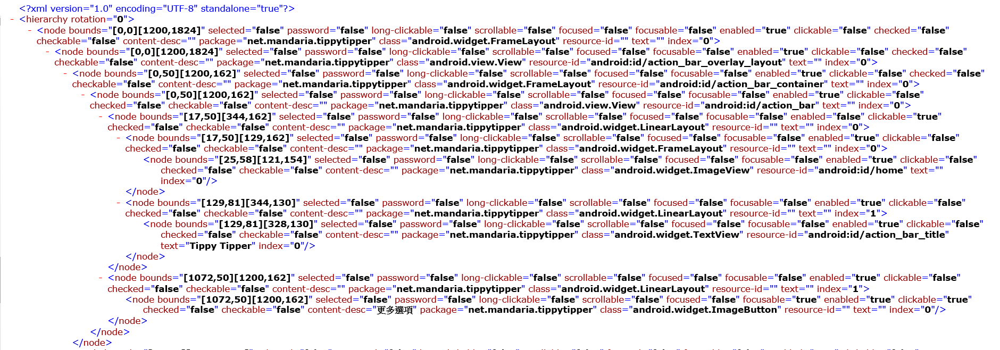 <?xml version="1.0" encoding="UTF-8" standalone="true"?>
- <hierarchy rotation="0">
- <node bounds="[0,0][1200,1824]" selected="false" password="false" long-clickable="false" scrollable="false" focused="false" focusable="false" enabled="true" clickable="false" checked="false"
checkable="false" content-desc="" package="net.mandaria.tippytipper" class="android.widget.FrameLayout" resource-id="" text="" index="0">
- <node bounds="[0,0][1200,1824]" selected="false" password="false" long-clickable="false" scrollable="false" focused="false" focusable="false" enabled="true" clickable="false" checked="false"
checkable="false" content-desc="" package="net.mandaria.tippytipper" class="android.view.View" resource-id="android:id/action_bar_overlay_layout" text="" index="0">
- <node bounds="[0,50][1200,162]" selected="false" password="false" long-clickable="false" scrollable="false" focused="false" focusable="false" enabled="true" clickable="false" checked="false"
checkable="false" content-desc="" package="net.mandaria.tippytipper" class="android.widget.FrameLayout" resource-id="android:id/action_bar_container" text="" index="0">
- <node bounds="[0,50][1200,162]" selected="false" password="false" long-clickable="false" scrollable="false" focused="false" focusable="false" enabled="true" clickable="false"
checked="false" checkable="false" content-desc="" package="net.mandaria.tippytipper" class="android.view.View" resource-id="android:id/action_bar" text="" index="0">
- <node bounds="[17,50][344,162]" selected="false" password="false" long-clickable="false" scrollable="false" focused="false" focusable="false" enabled="false" clickable="true"
checked="false" checkable="false" content-desc="" package="net.mandaria.tippytipper" class="android.widget.LinearLayout" resource-id="" text="" index="0">
- <node bounds="[17,50][129,162]" selected="false" password="false" long-clickable="false" scrollable="false" focused="false" focusable="false" enabled="true" clickable="false"
checked="false" checkable="false" content-desc="" package="net.mandaria.tippytipper" class="android.widget.FrameLayout" resource-id="" text="" index="0">
<node bounds="[25,58][121,154]" selected="false" password="false" long-clickable="false" scrollable="false" focused="false" focusable="false" enabled="true" clickable="false"
checked="false" checkable="false" content-desc="" package="net.mandaria.tippytipper" class="android.widget.ImageView" resource-id="android:id/home" text=""
index="0"/>
</node>
- <node bounds="[129,81][344,130]" selected="false" password="false" long-clickable="false" scrollable="false" focused="false" focusable="false" enabled="true" clickable="false"
checked="false" checkable="false" content-desc="" package="net.mandaria.tippytipper" class="android.widget.LinearLayout" resource-id="" text="" index="1">
<node bounds="[129,81][328,130]" selected="false" password="false" long-clickable="false" scrollable="false" focused="false" focusable="false" enabled="true" clickable="false"
checked="false" checkable="false" content-desc="" package="net.mandaria.tippytipper" class="android.widget.TextView" resource-id="android:id/action_bar_title"
text="Tippy Tipper" index="0"/>
</node>
</node>
- <node bounds="[1072,50][1200,162]" selected="false" password="false" long-clickable="false" scrollable="false" focused="false" focusable="false" enabled="true" clickable="false"
checked="false" checkable="false" content-desc="" package="net.mandaria.tippytipper" class="android.widget.LinearLayout" resource-id="" text="" index="1">
<node bounds="[1072,50][1200,162]" selected="false" password="false" long-clickable="false" scrollable="false" focused="false" focusable="true" enabled="true" clickable="true"
checked="false" checkable="false" content-desc="更多選項" package="net.mandaria.tippytipper" class="android.widget.ImageButton" resource-id="" text="" index="0"/>
</node>
</node>
</node>